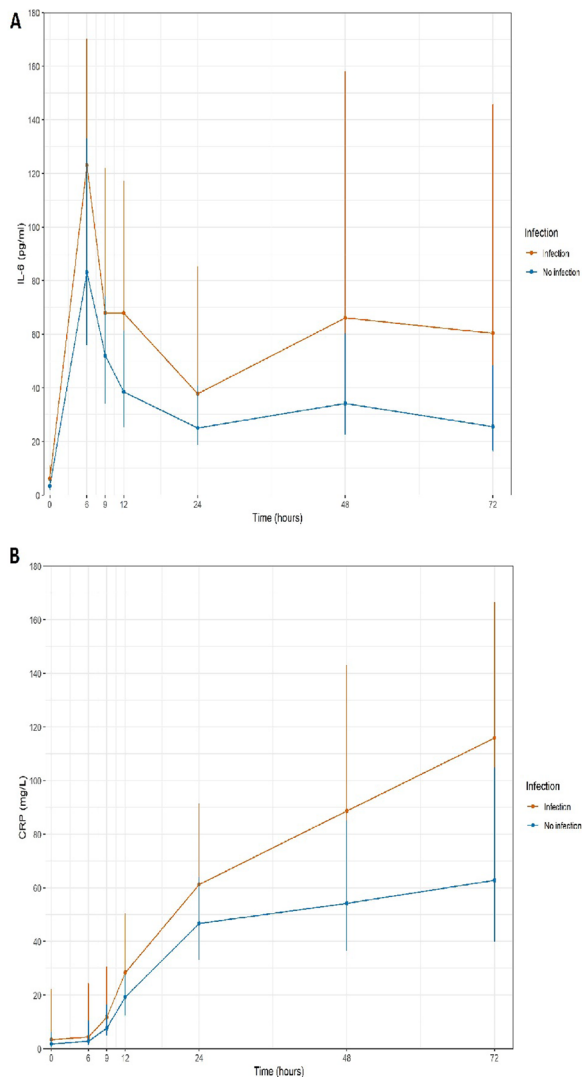 A
180
160
140
120
100
80
60
40
20
0
IL-6 (pg/ml)
0 6 9 12 24 48 72
Time (hours)
Infection
Infection
No infection
B
180
160
140
120
100
80
60
40
20
0
CRP (mg/L)
0 6 9 12 24 48 72
Time (hours)
Infection
Infection
No infection